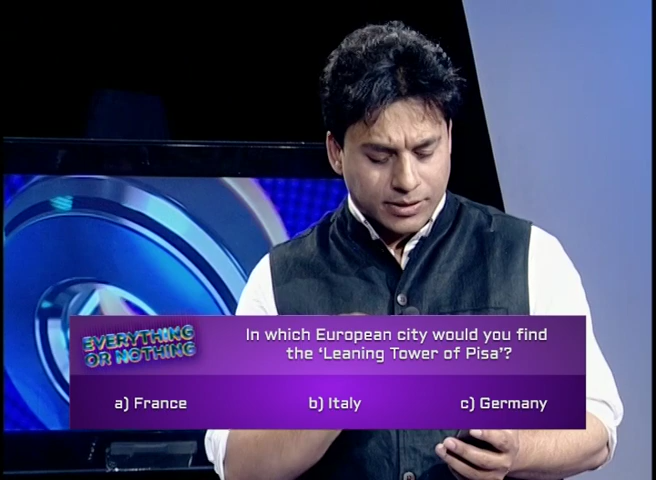 EVERYTHING
OR NOTHING
In which European city would you find
the ‘Leaning Tower of Pisa’?
a) France b) Italy c) Germany